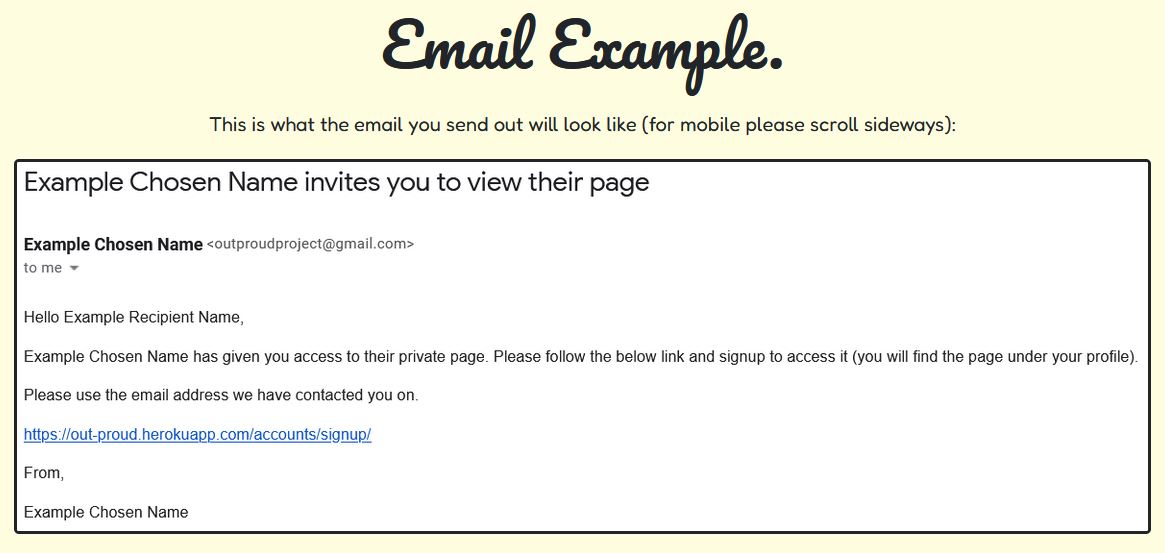 Email Example.
This is what the email you send out will look like (for mobile please scroll sideways):
Example Chosen Name invites you to view their page
Example Chosen Name <outproudproject@gmail.com>
to me
Hello Example Recipient Name,
Example Chosen Name has given you access to their private page. Please follow the below link and signup to access it (you will find the page under your profile).
Please use the email address we have contacted you on.
https://out-proud.herokuapp.com/accounts/signup/
From,
Example Chosen Name